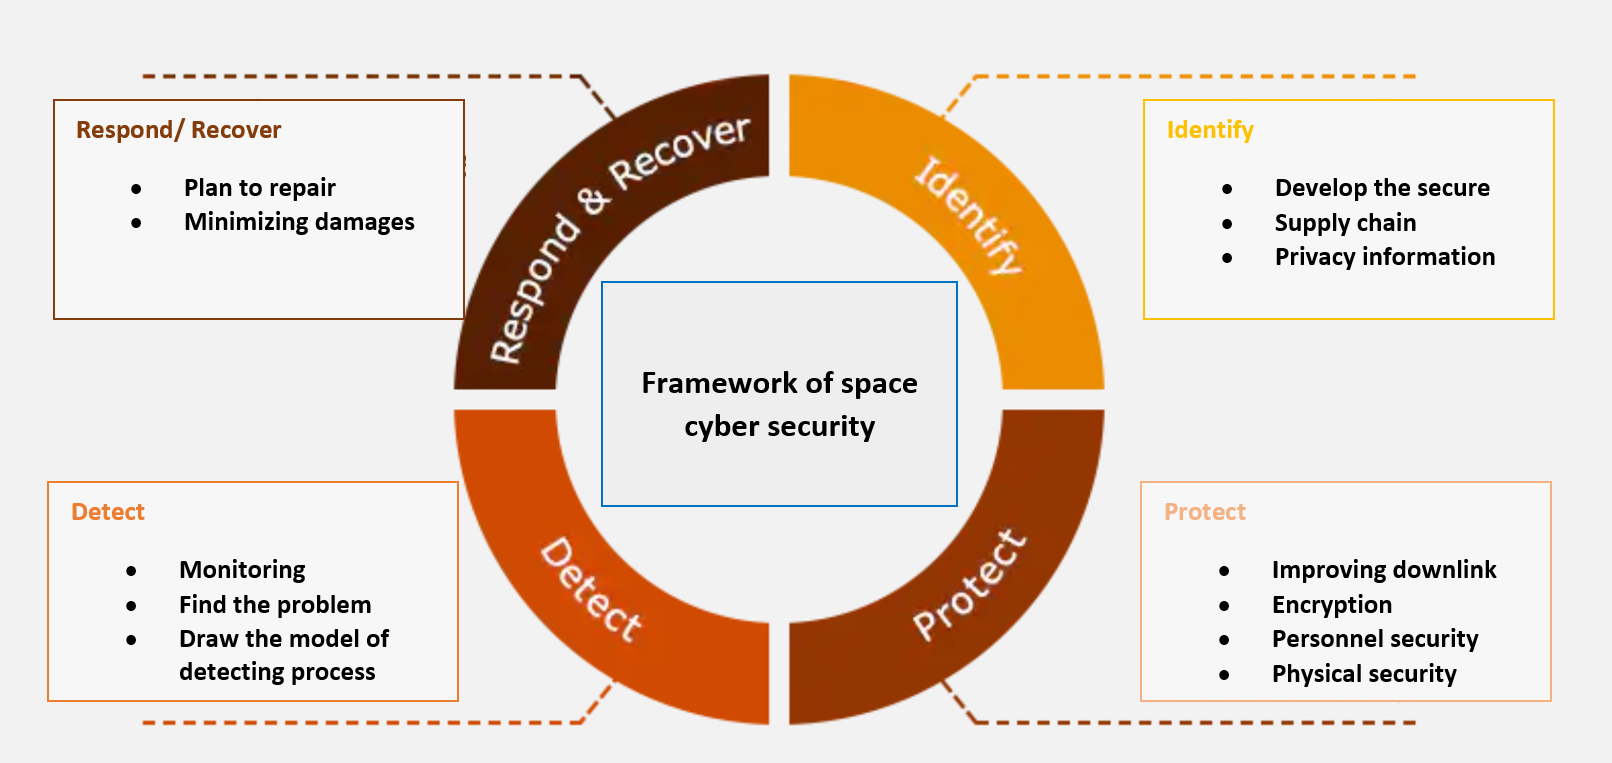 Respond/ Recover
Plan to repair
Minimizing damages
Respond & Recover
Identify
Identify
Develop the secure
Supply chain
Privacy information
Framework of space
cyber security
Detect
Monitoring
Find the problem
Draw the model of
detecting process
Detect
Protect
Protect
Improving downlink
Encryption
Personnel security
Physical security